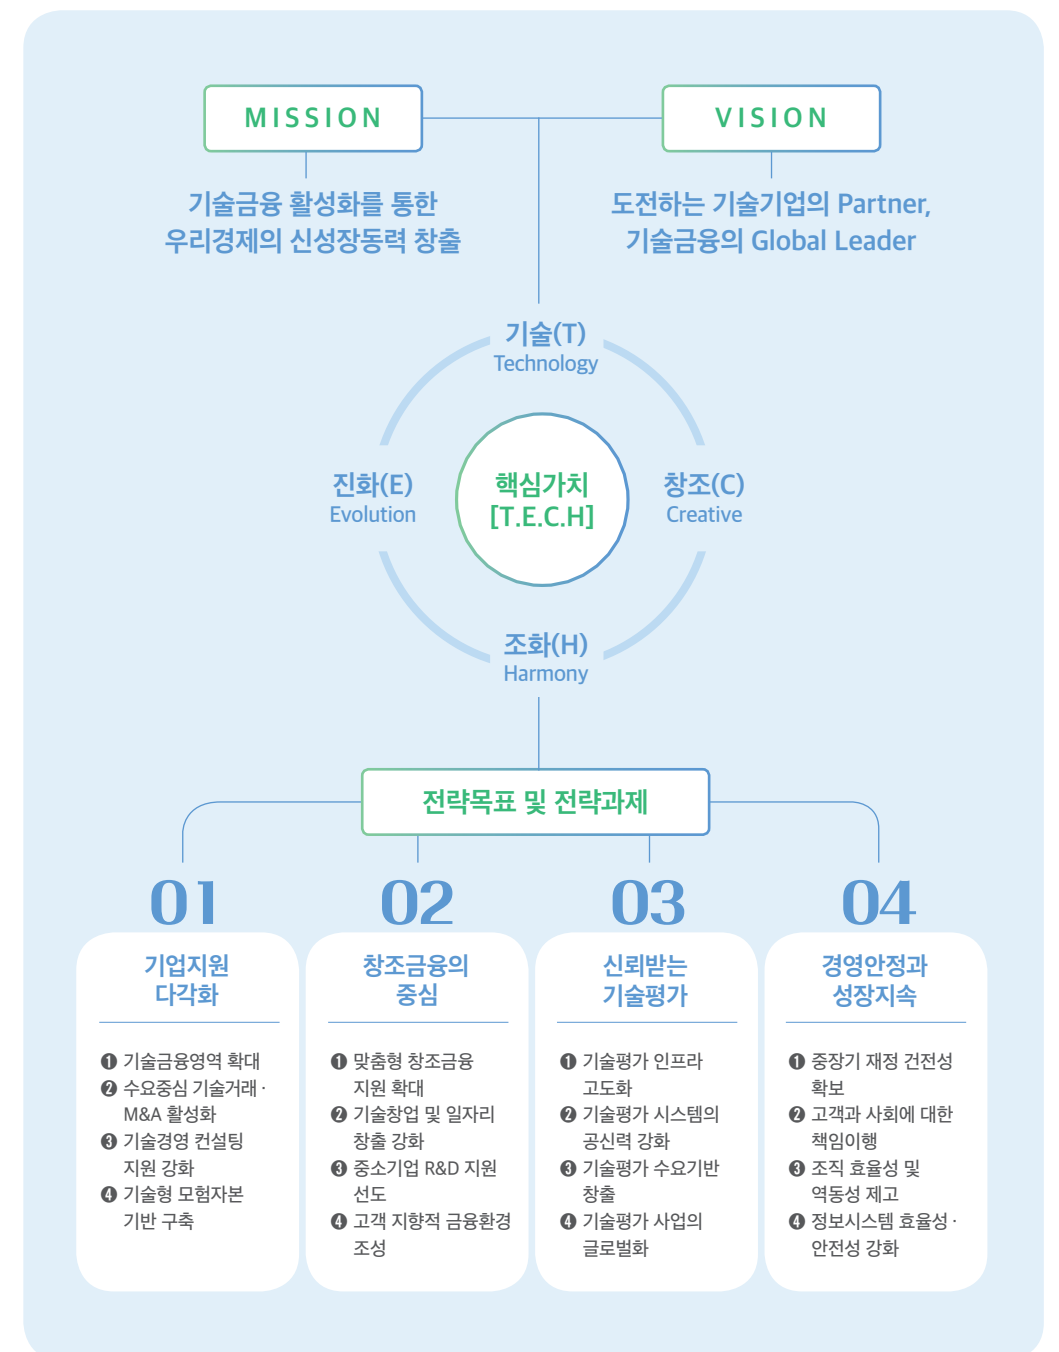 MISSION
VISION
기술금융 활성화를 통한
우리경제의 신성장동력 창출
도전하는 기술기업의 Partner,
기술금융의 Global Leader
기술(T)
Technology
진화(E)
Evolution
핵심가치
[T.E.C.H]
창조(C)
Creative
조화(H)
Harmony
전략목표 및 전략과제
01
기업지원
다각화
❶ 기술금융영역 확대
❷ 수요중심 기술거래·
M&A 활성화
❸ 기술경영 컨설팅
지원 강화
❹ 기술형 모험자본
기반 구축
02
창조금융의
중심
❶ 맞춤형 창조금융
지원 확대
❷ 기술창업 및 일자리
창출 강화
❸ 중소기업 R&D 지원
선도
❹ 고객 지향적 금융환경
조성
03
신뢰받는
기술평가
❶ 기술평가 인프라
고도화
❷ 기술평가 시스템의
공신력 강화
❸ 기술평가 수요기반
창출
❹ 기술평가 사업의
글로벌화
04
경영안정과
성장지속
❶ 중장기 재정 건전성
확보
❷ 고객과 사회에 대한
책임이행
❸ 조직 효율성 및
역동성 제고
❹ 정보시스템 효율성·
안전성 강화